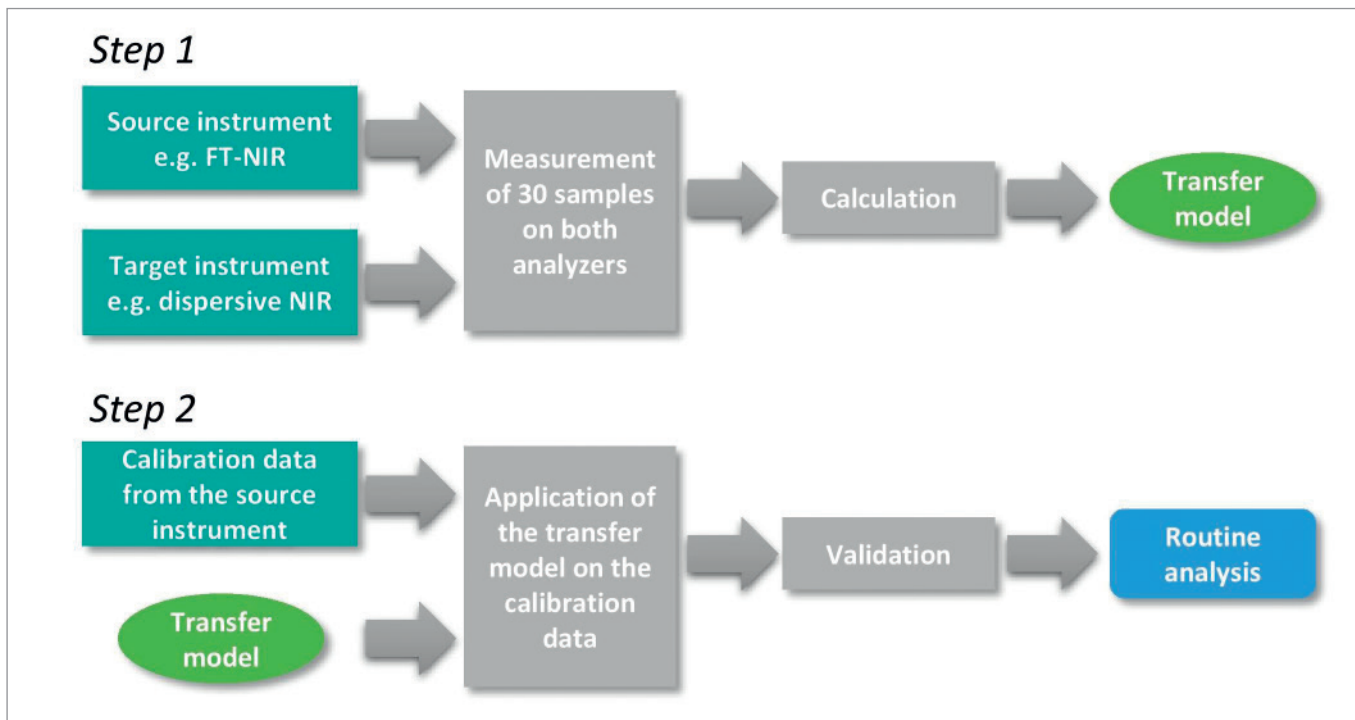 Step 1
Source instrument
e.g. FT-NIR
Target instrument
e.g. dispersive NIR
Measurement
of 30 samples
on both
analyzers
Calculation
Transfer
model
Step 2
Calibration data
from the source
instrument
Transfer
model
Application of
the transfer
model on the
calibration
data
Validation
Routine
analysis